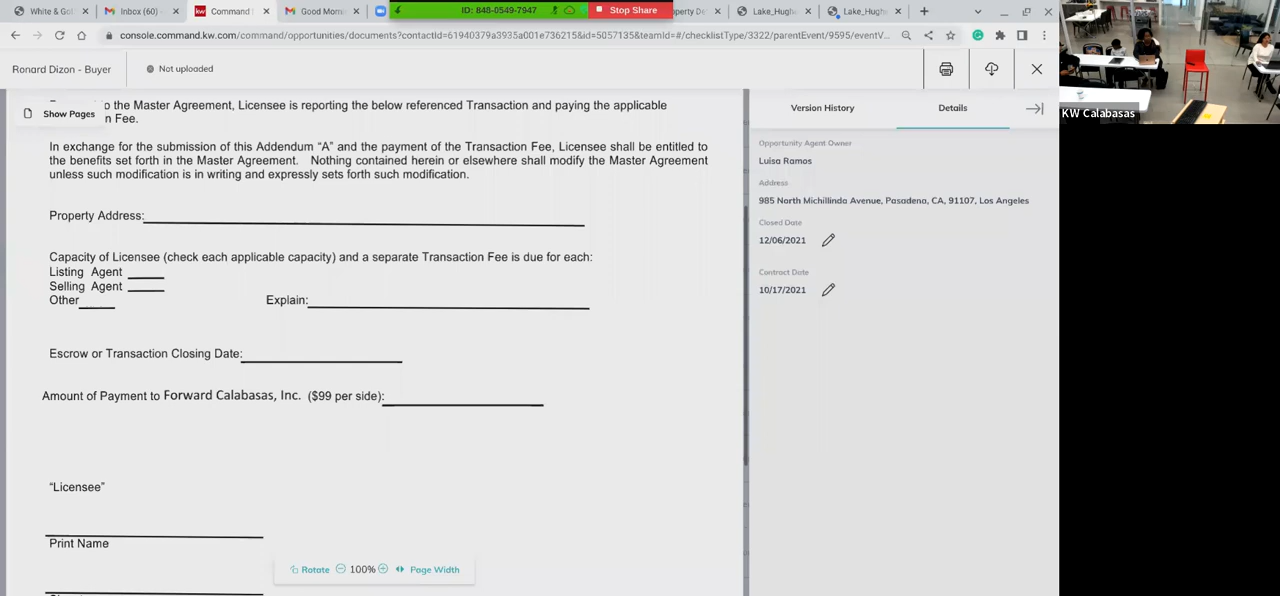 White & Gol
Inbox (60)
Command
Good Morni
ID: 848-0549-7947
Stop Share
operty De
Lake_Hugh
Lake_Hugh
console.command.kw.com/command/opportunities/documents?contactId=61940379a3935a001e736215&id=5057135&teamId=#/checklistType/3322/parentEvent/9595/eventV...
Ronard Dizon - Buyer
Not uploaded
Show Pages
o the Master Agreement, Licensee is reporting the below referenced Transaction and paying the applicable
n Fee.
In exchange for the submission of this Addendum “A” and the payment of the Transaction Fee, Licensee shall be entitled to
the benefits set forth in the Master Agreement. Nothing contained herein or elsewhere shall modify the Master Agreement
unless such modification is in writing and expressly sets forth such modification.
Property Address:
Capacity of Licensee (check each applicable capacity) and a separate Transaction Fee is due for each:
Listing Agent
Selling Agent
Other Explain:
Escrow or Transaction Closing Date:
Amount of Payment to Forward Calabasas, Inc. ($99 per side):
“Licensee”
Print Name
Rotate 100% Page Width
Version History
Details
Opportunity Agent Owner
Luisa Ramos
Address
985 North Michillinda Avenue, Pasadena, CA, 91107, Los Angeles
Closed Date
12/06/2021
Contract Date
10/17/2021
KW Calabasas